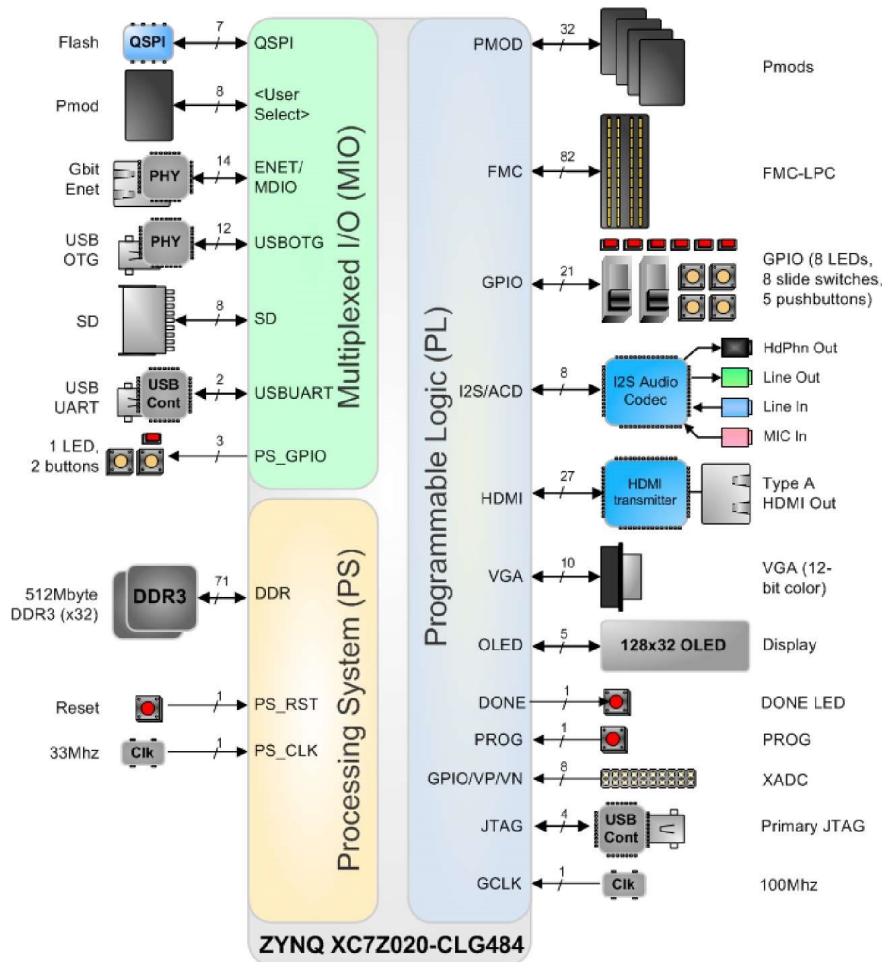 Flash
QSPI
7
QSPI
Pmod
8
<User
Select>
Gbit
Enet
PHY
14
ENET/
MDIO
USB
OTG
PHY
12
USBOTG
SD
8
SD
USB
UART
USB
Cont
2
USBUART
1 LED,
2 buttons
3
PS_GPIO
Multiplexed I/O (MIO)
512Mbyte
DDR3 (x32)
DDR3
71
DDR
Reset
1
PS_RST
33Mhz
Clk
1
PS_CLK
Processing System (PS)
Programmable Logic (PL)
PMOD
32
Pmods
FMC
82
FMC-LPC
GPIO
21
GPIO (8 LEDs,
8 slide switches,
5 pushbuttons)
I2S/ACD
8
I2S Audio
Codec
HdPhn Out
Line Out
Line In
MIC In
HDMI
27
HDMI
transmitter
Type A
HDMI Out
VGA
10
VGA (12-
bit color)
OLED
5
128x32 OLED
Display
DONE
1
DONE LED
PROG
1
PROG
GPIO/VP/VN
8
XADC
JTAG
4
USB
Cont
Primary JTAG
GCLK
1
Clk
100Mhz
ZYNQ XC7Z020-CLG484